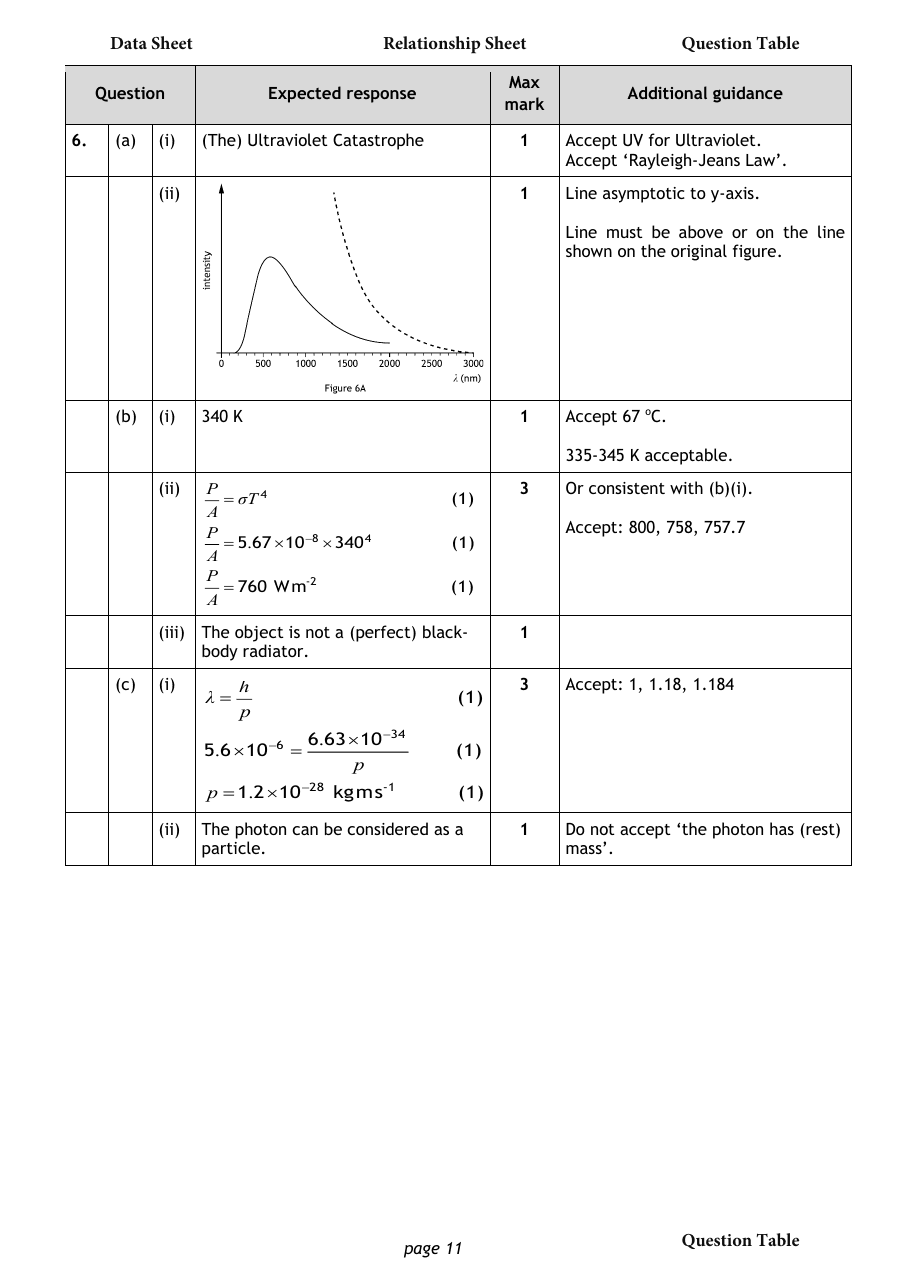 Data Sheet Relationship Sheet Question Table
Question Expected response Max mark Additional guidance
6. (a) (i) (The) Ultraviolet Catastrophe 1 Accept UV for Ultraviolet.
Accept ‘Rayleigh-Jeans Law’.
(ii) 1 Line asymptotic to y-axis.
Line must be above or on the line
shown on the original figure.
intensity
0 500 1000 1500 2000 2500 3000
λ (nm)
Figure 6A
(b) (i) 340 K 1 Accept 67 ºC.
335-345 K acceptable.
(ii) P/A = σT⁴ (1) 3 Or consistent with (b)(i).
P/A = 5.67×10⁻⁸ × 340⁴ (1) Accept: 800, 758, 757.7
P/A = 760 Wm⁻² (1)
(iii) The object is not a (perfect) black- 1
body radiator.
(c) (i) λ = h/p (1) 3 Accept: 1, 1.18, 1.184
5.6×10⁻⁶ = 6.63×10⁻³⁴/p (1)
p = 1.2×10⁻²⁸ kgms⁻¹ (1)
(ii) The photon can be considered as a 1 Do not accept ‘the photon has (rest)
particle. mass’.
page 11 Question Table